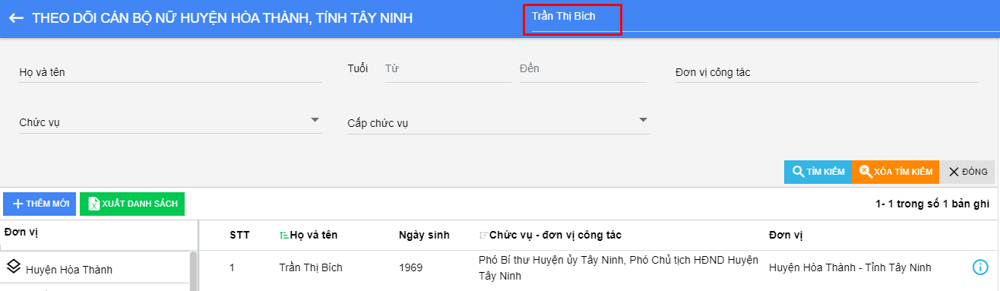 THEO DÕI CÁN BỘ NỮ HUYỆN HÒA THÀNH, TỈNH TÂY NINH
Trần Thị Bích
Họ và tên
Tuổi
Từ
Đến
Đơn vị công tác
Chức vụ
Cấp chức vụ
TÌM KIẾM
XÓA TÌM KIẾM
ĐÓNG
THÊM MỚI
XUẤT DANH SÁCH
1- 1 trong số 1 bản ghi
Đơn vị
Huyện Hòa Thành
STT
Họ và tên
Ngày sinh
Chức vụ - đơn vị công tác
Đơn vị
1
Trần Thị Bích
1969
Phó Bí thư Huyện ủy Tây Ninh, Phó Chủ tịch HĐND Huyện
Tây Ninh
Huyện Hòa Thành - Tỉnh Tây Ninh